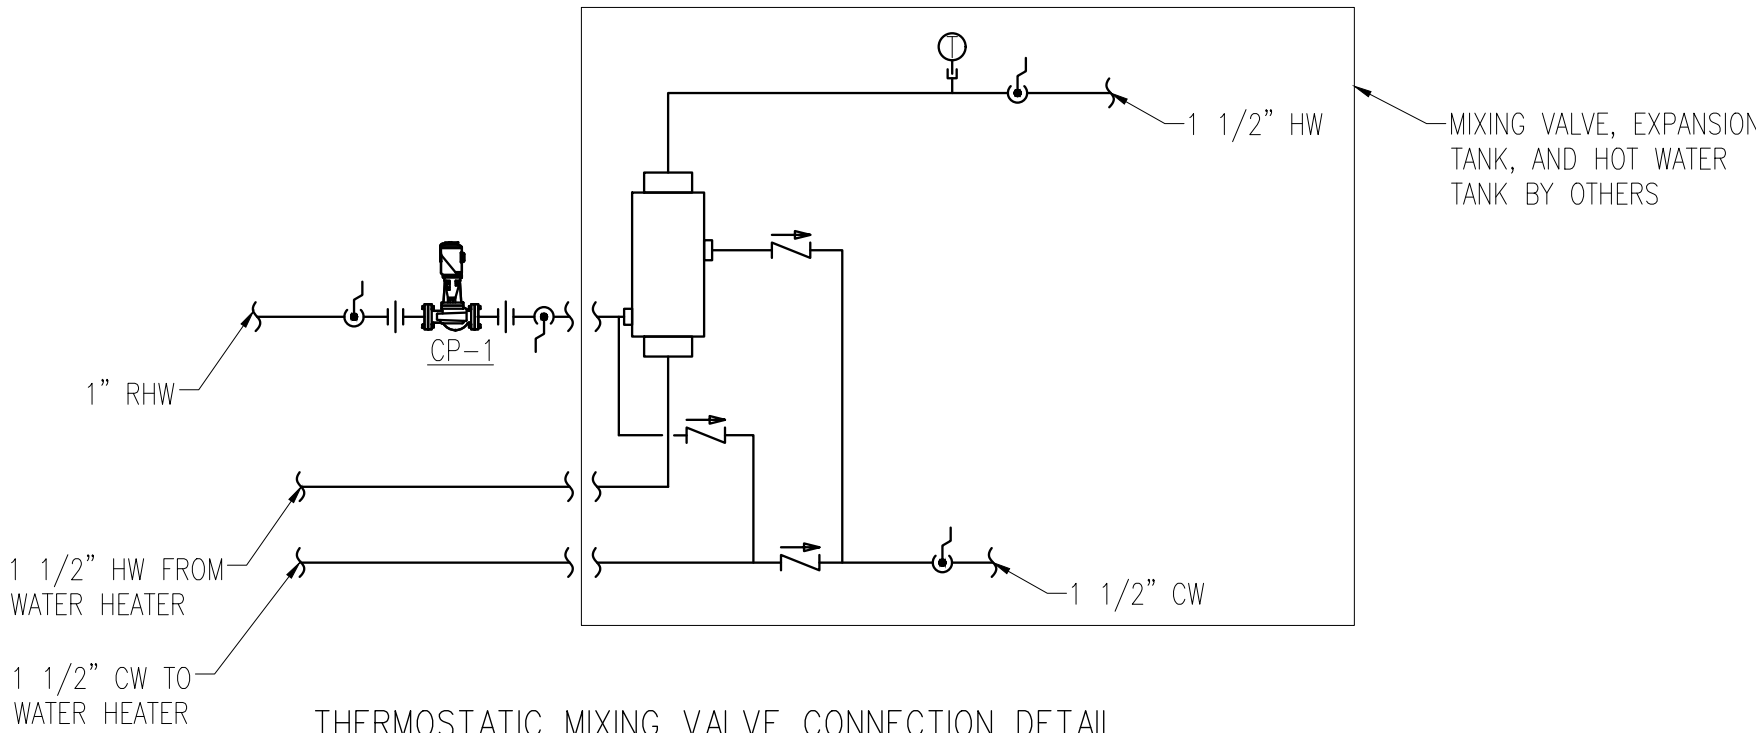 T
1 1/2” HW
MIXING VALVE, EXPANSION
TANK, AND HOT WATER
TANK BY OTHERS
CP-1
1” RHW
1 1/2” HW FROM
WATER HEATER
1 1/2” CW
1 1/2” CW TO
WATER HEATER
THERMOSTATIC MIXING VALVE CONNECTION DETAIL